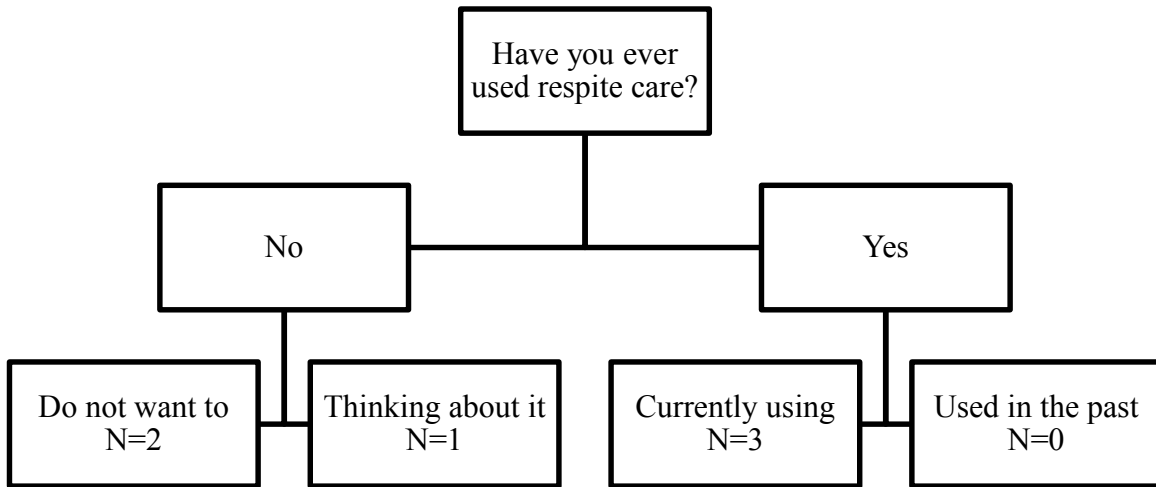 Have you ever
used respite care?
No
Yes
Do not want to
N=2
Thinking about it
N=1
Currently using
N=3
Used in the past
N=0